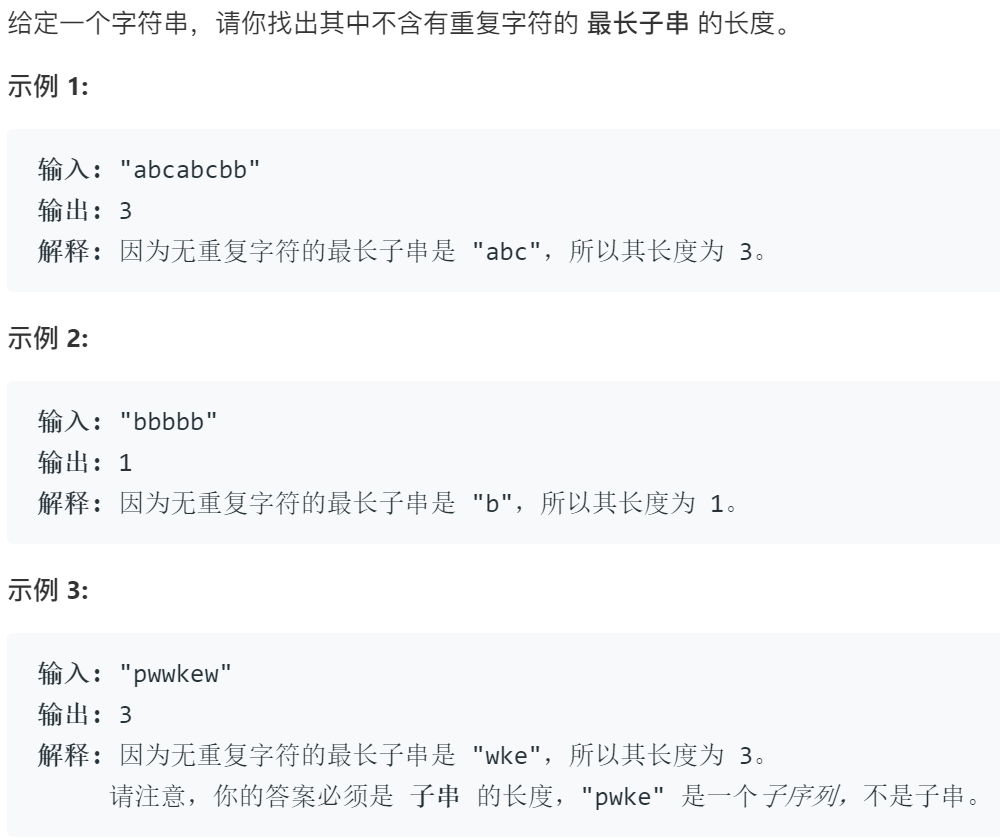 给定一个字符串，请你找出其中不含有重复字符的 最长子串 的长度。
示例 1:
输入: "abcabcbb"
输出: 3
解释: 因为无重复字符的最长子串是 "abc"，所以其长度为 3。
示例 2:
输入: "bbbbb"
输出: 1
解释: 因为无重复字符的最长子串是 "b"，所以其长度为 1。
示例 3:
输入: "pwwkew"
输出: 3
解释: 因为无重复字符的最长子串是 "wke"，所以其长度为 3。
请注意，你的答案必须是 子串 的长度，"pwke" 是一个子序列，不是子串。